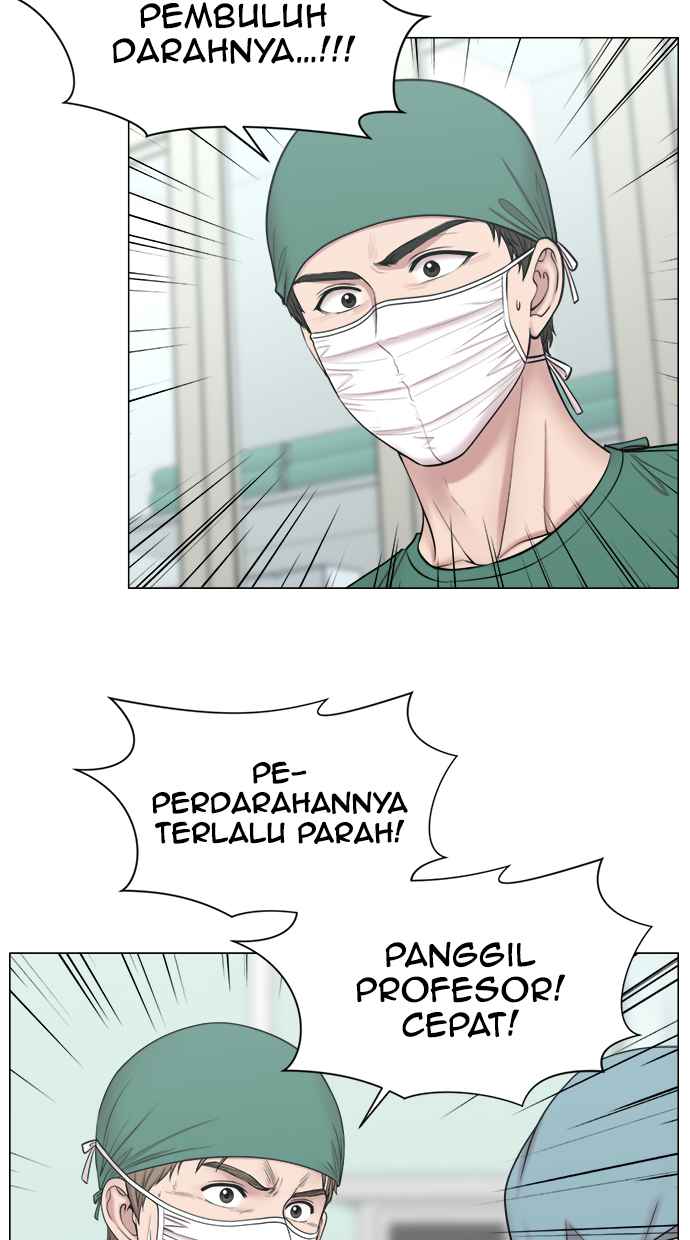 PEMBULUH
DARAHNYA...!!!
PE-
PERDARAHANNYA
TERLALU PARAH!
PANGGIL
PROFESOR!
CEPAT!